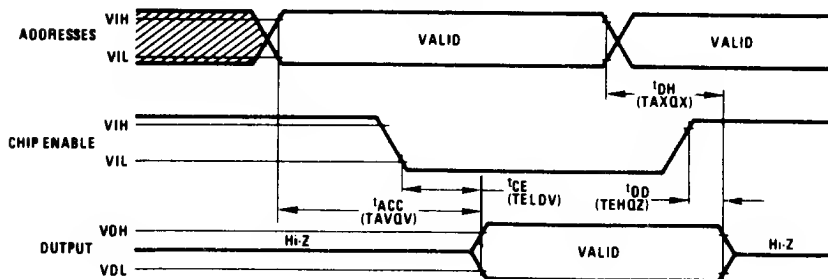 VIH
ADDRESSES
VALID
VALID
VIL
tDH
(TAXQX)
VIH
CHIP ENABLE
VIL
tCE
(TELDV)
tOD
(TEHQZ)
tACC
(TAVQV)
VOH
Hi-Z
OUTPUT
VALID
Hi-Z
VDL